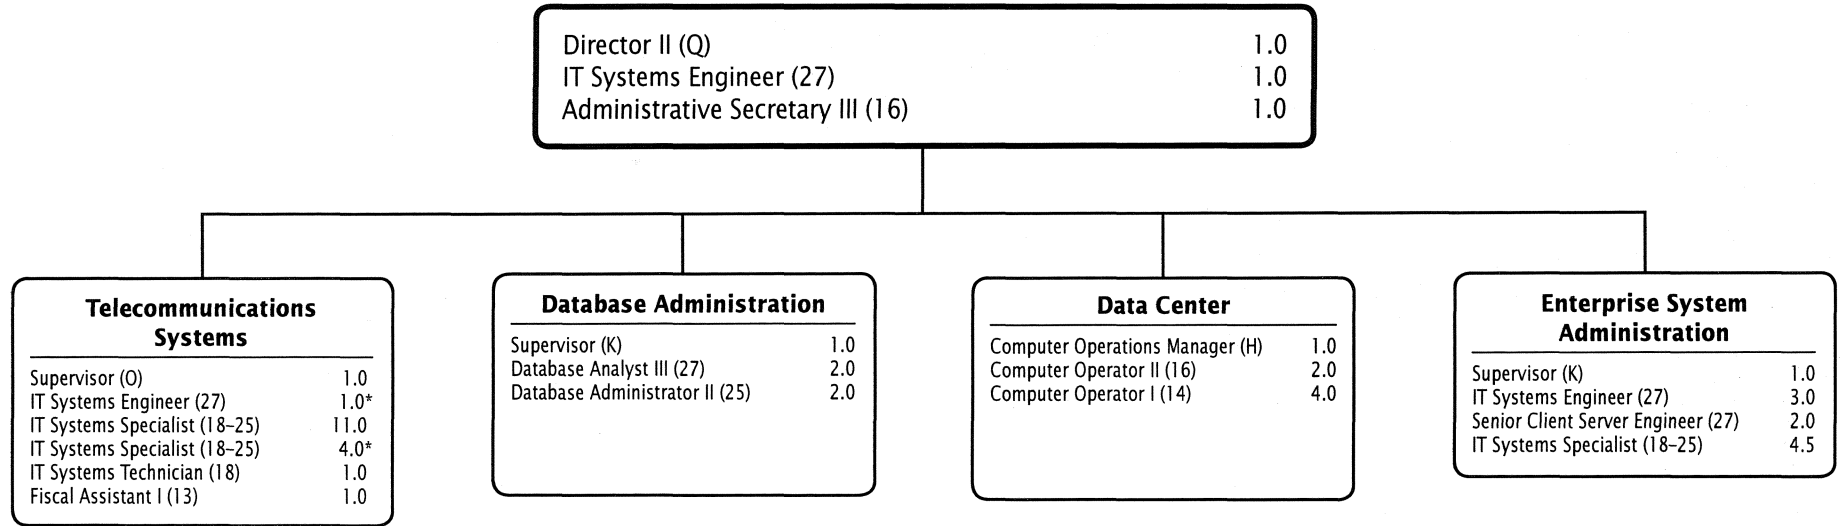 Director II (Q) 1.0
IT Systems Engineer (27) 1.0
Administrative Secretary III (16) 1.0
Telecommunications
Systems
Supervisor (O) 1.0
IT Systems Engineer (27) 1.0*
IT Systems Specialist (18–25) 11.0
IT Systems Specialist (18–25) 4.0*
IT Systems Technician (18) 1.0
Fiscal Assistant I (13) 1.0
Database Administration
Supervisor (K) 1.0
Database Analyst III (27) 2.0
Database Administrator II (25) 2.0
Data Center
Computer Operations Manager (H) 1.0
Computer Operator II (16) 2.0
Computer Operator I (14) 4.0
Enterprise System
Administration
Supervisor (K) 1.0
IT Systems Engineer (27) 3.0
Senior Client Server Engineer (27) 2.0
IT Systems Specialist (18–25) 4.5